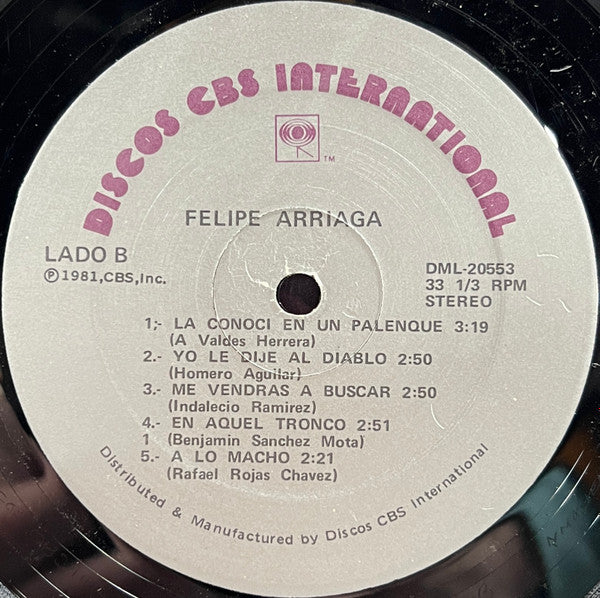 DISCOS CBS INTERNATIONAL
TM
FELIPE ARRIAGA
LADO B
℗1981,CBS,Inc.
DML-20553
33 1/3 RPM
STEREO
1;- LA CONOCI EN UN PALENQUE 3:19
(A Valdes Herrera)
2.- YO LE DIJE AL DIABLO 2:50
(Homero Aguilar)
3.- ME VENDRAS A BUSCAR 2:50
(Indalecio Ramirez)
4.- EN AQUEL TRONCO 2:51
1 (Benjamin Sanchez Mota)
5.- A LO MACHO 2:21
(Rafael Rojas Chavez)
Distributed & Manufactured by Discos CBS International